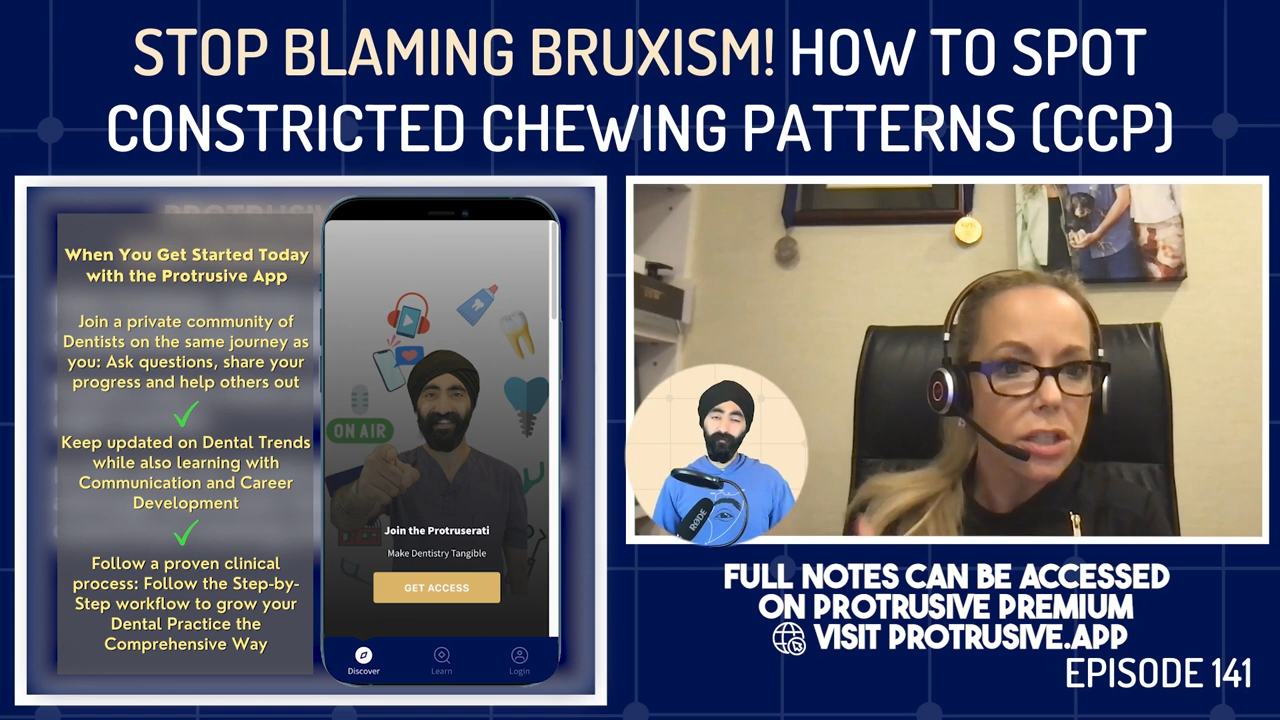 STOP BLAMING BRUXISM! HOW TO SPOT
CONSTRICTED CHEWING PATTERNS (CCP)
When You Get Started Today
with the Protrusive App
Join a private community of
Dentists on the same journey as
you: Ask questions, share your
progress and help others out
Keep updated on Dental Trends
while also learning with
Communication and Career
Development
Follow a proven clinical
process: Follow the Step-by-
Step workflow to grow your
Dental Practice the
Comprehensive Way
ON AIR
Join the Protruserati
Make Dentistry Tangible
GET ACCESS
Discover
Learn
Login
RØDE
FULL NOTES CAN BE ACCESSED
ON PROTRUSIVE PREMIUM
VISIT PROTRUSIVE.APP
EPISODE 141